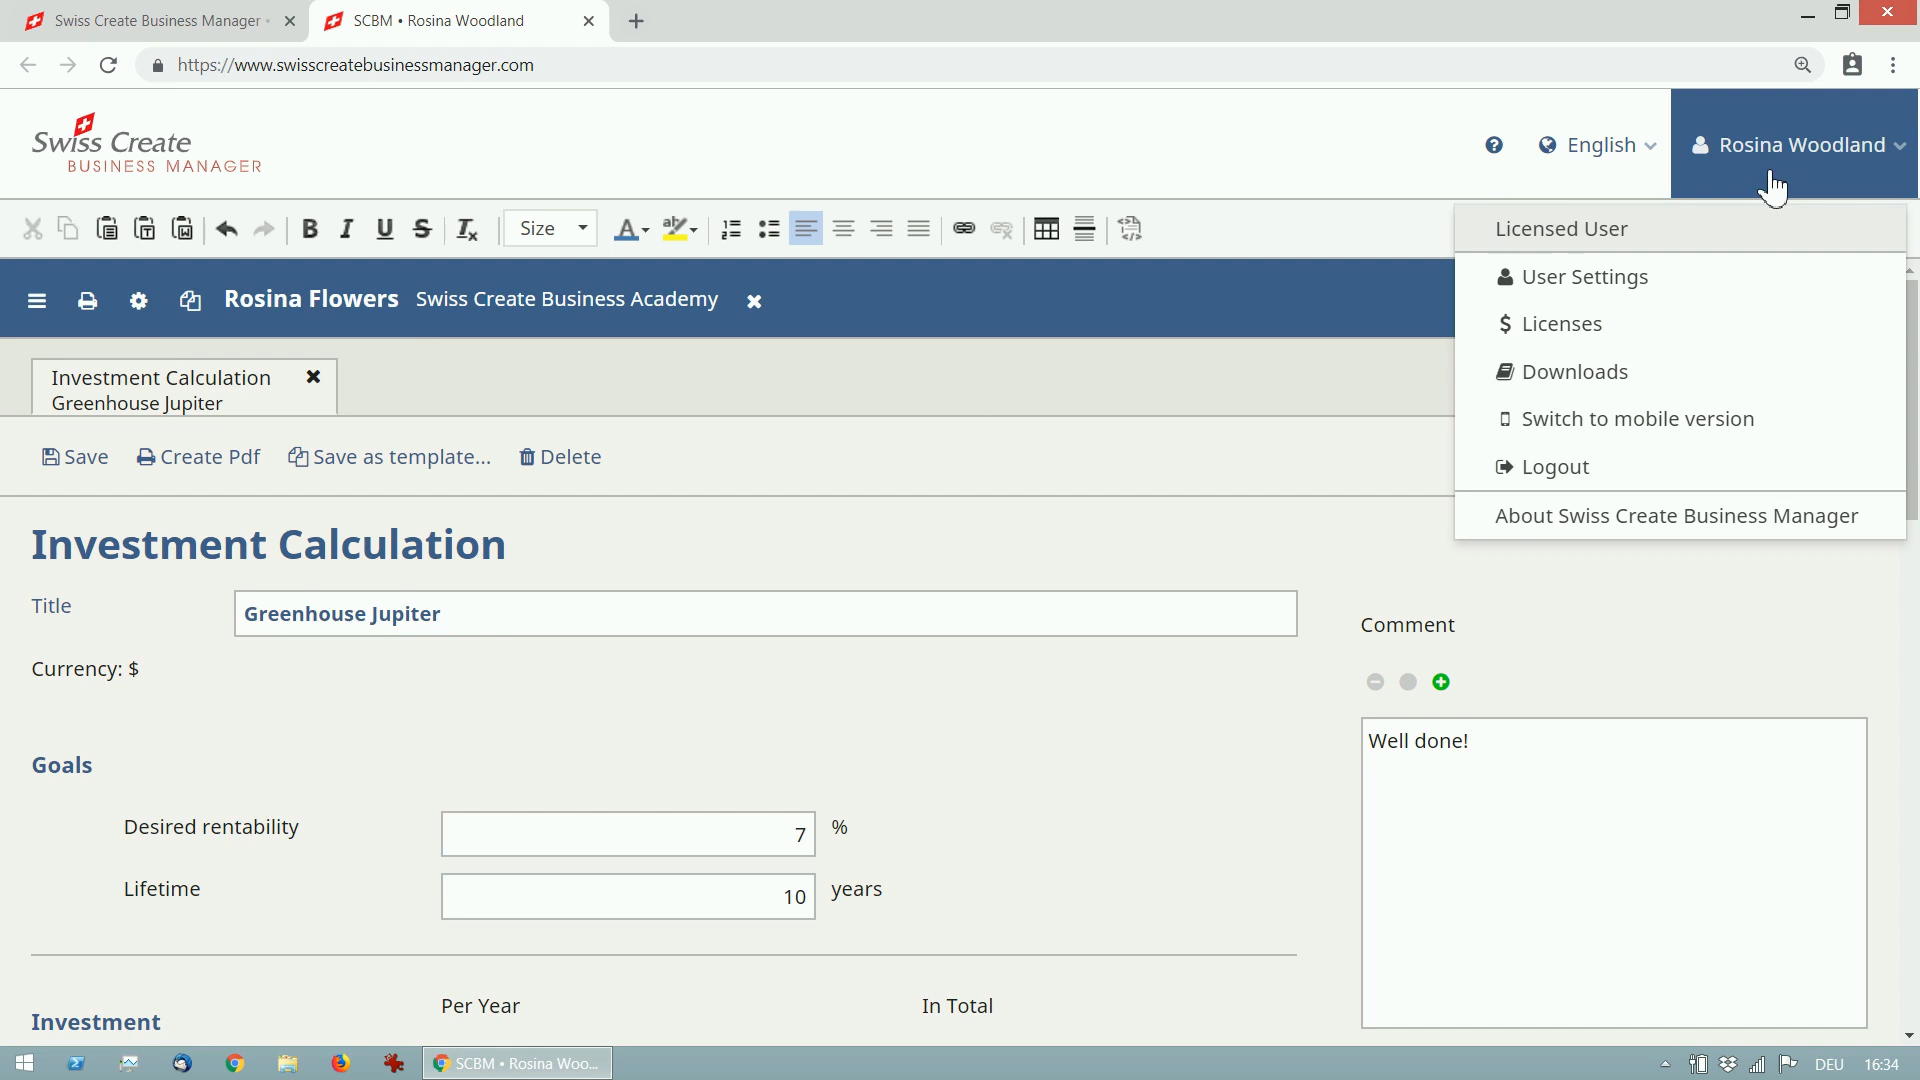 Swiss Create Business Manager
SCBM • Rosina Woodland
https://www.swisscreatebusinessmanager.com
Swiss Create
BUSINESS MANAGER
English
Rosina Woodland
Size
Licensed User
User Settings
Licenses
Downloads
Switch to mobile version
Logout
About Swiss Create Business Manager
Rosina Flowers Swiss Create Business Academy
Investment Calculation
Greenhouse Jupiter
Save Create Pdf Save as template... Delete
Investment Calculation
Title Greenhouse Jupiter
Currency: $
Comment
Well done!
Goals
Desired rentability 7 %
Lifetime 10 years
Per Year In Total
Investment
SCBM • Rosina Woo...
DEU 16:34